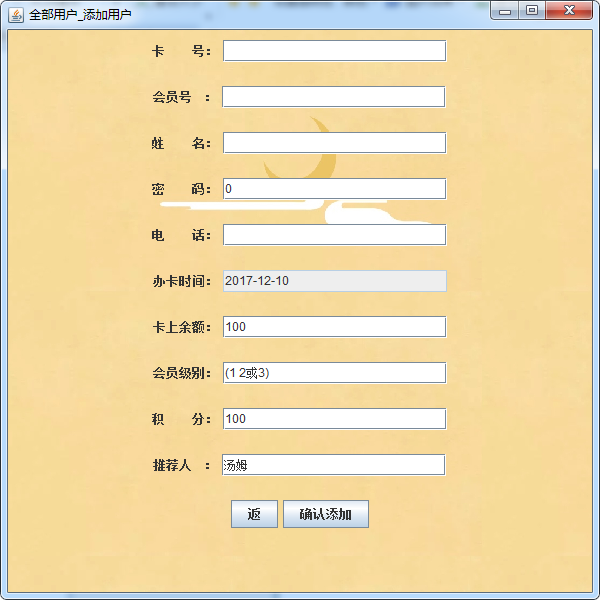 全部用户_添加用户
卡 号：
会员号 ：
姓 名：
密 码： 0
电 话：
办卡时间： 2017-12-10
卡上余额： 100
会员级别： (1 2或3)
积 分： 100
推荐人 ： 汤姆
返 确认添加